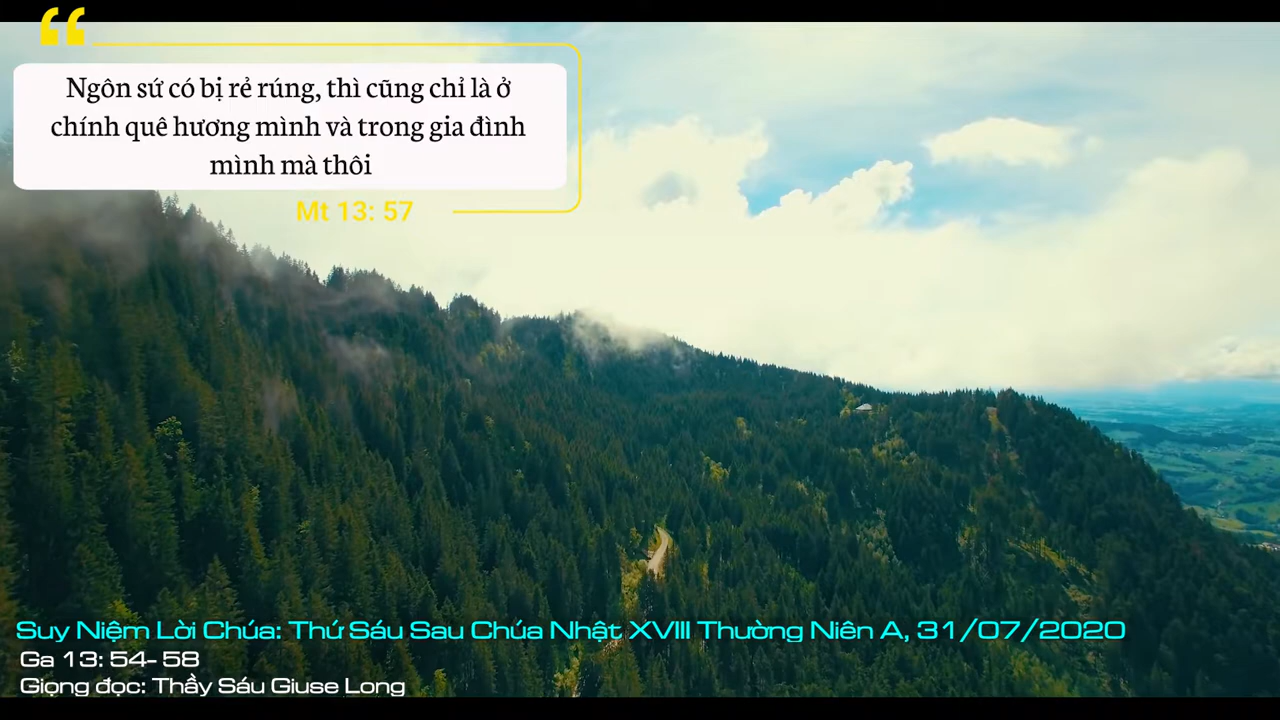 Ngôn sứ có bị rẻ rúng, thì cũng chỉ là ở
chính quê hương mình và trong gia đình
mình mà thôi
Mt 13: 57
Suy Niệm Lời Chúa: Thứ Sáu Sau Chúa Nhật XVIII Thường Niên A, 31/07/2020
Ga 13: 54- 58
Giọng đọc: Thầy Sáu Giuse Long